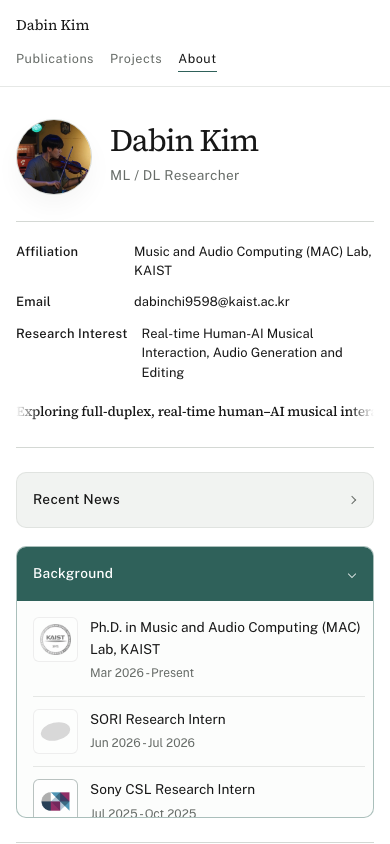 Dabin Kim
Publications Projects About
Dabin Kim
ML / DL Researcher
Affiliation Music and Audio Computing (MAC) Lab,
KAIST
Email dabinchi9598@kaist.ac.kr
Research Interest Real-time Human-AI Musical
Interaction, Audio Generation and
Editing
Exploring full-duplex, real-time human–AI musical inter
Recent News
Background
KAIST
Ph.D. in Music and Audio Computing (MAC)
Lab, KAIST
Mar 2026 - Present
SORI Research Intern
Jun 2026 - Jul 2026
Sony CSL Research Intern
Jul 2025 - Oct 2025